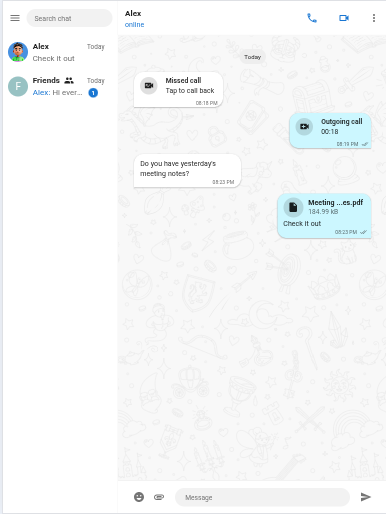 Search chat
Alex
Today
Check it out
F
Friends
Today
Alex: Hi ever...
1
Alex
online
Today
Missed call
Tap to call back
08:18 PM
Outgoing call
00:18
08:19 PM
Do you have yesterday's
meeting notes?
08:23 PM
Meeting ...es.pdf
184.99 kB
Check it out
08:23 PM
Message